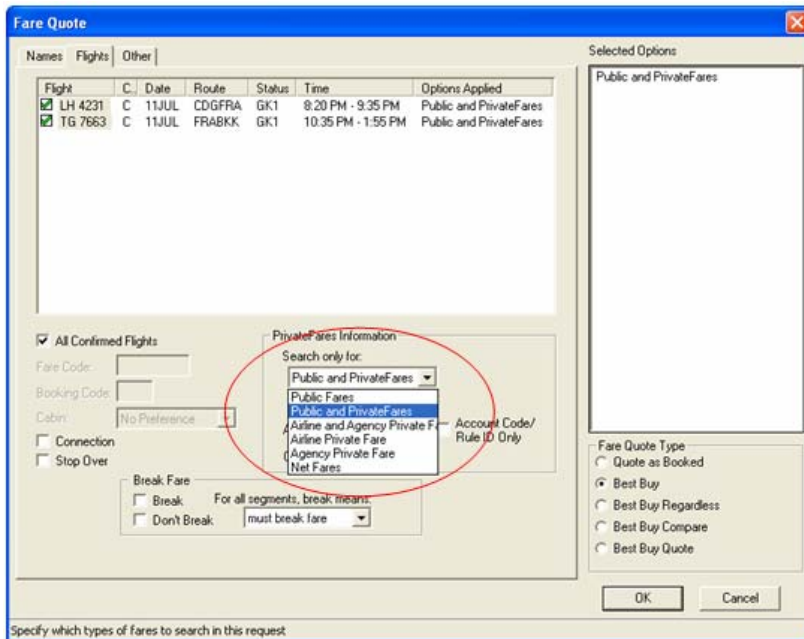 Fare Quote
Names Flights Other
Flight C.. Date Route Status Time Options Applied
LH 4231 C 11JUL CDGFRA GK1 8:20 PM - 9:35 PM Public and PrivateFares
TG 7663 C 11JUL FRABKK GK1 10:35 PM - 1:55 PM Public and PrivateFares
Selected Options
Public and PrivateFares
All Confirmed Flights
Fare Code:
Booking Code:
Cabin: No Preference
Connection
Stop Over
PrivateFares Information
Search only for:
Public and PrivateFares
Public Fares
Public and PrivateFares
Airline and Agency Private F
Airline Private Fare
Agency Private Fare
Net Fares
Account Code/
Rule ID Only
Break Fare
Break
Don't Break
For all segments, break means:
must break fare
Fare Quote Type
Quote as Booked
Best Buy
Best Buy Regardless
Best Buy Compare
Best Buy Quote
OK Cancel
Specify which types of fares to search in this request